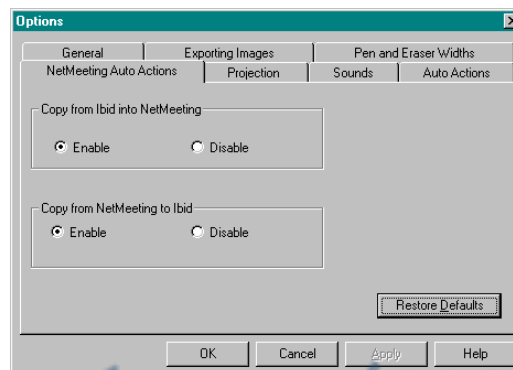 Options
General Exporting Images Pen and Eraser Widths
NetMeeting Auto Actions Projection Sounds Auto Actions
Copy from Ibid into NetMeeting
Enable Disable
Copy from NetMeeting to Ibid
Enable Disable
Restore Defaults
OK Cancel Apply Help